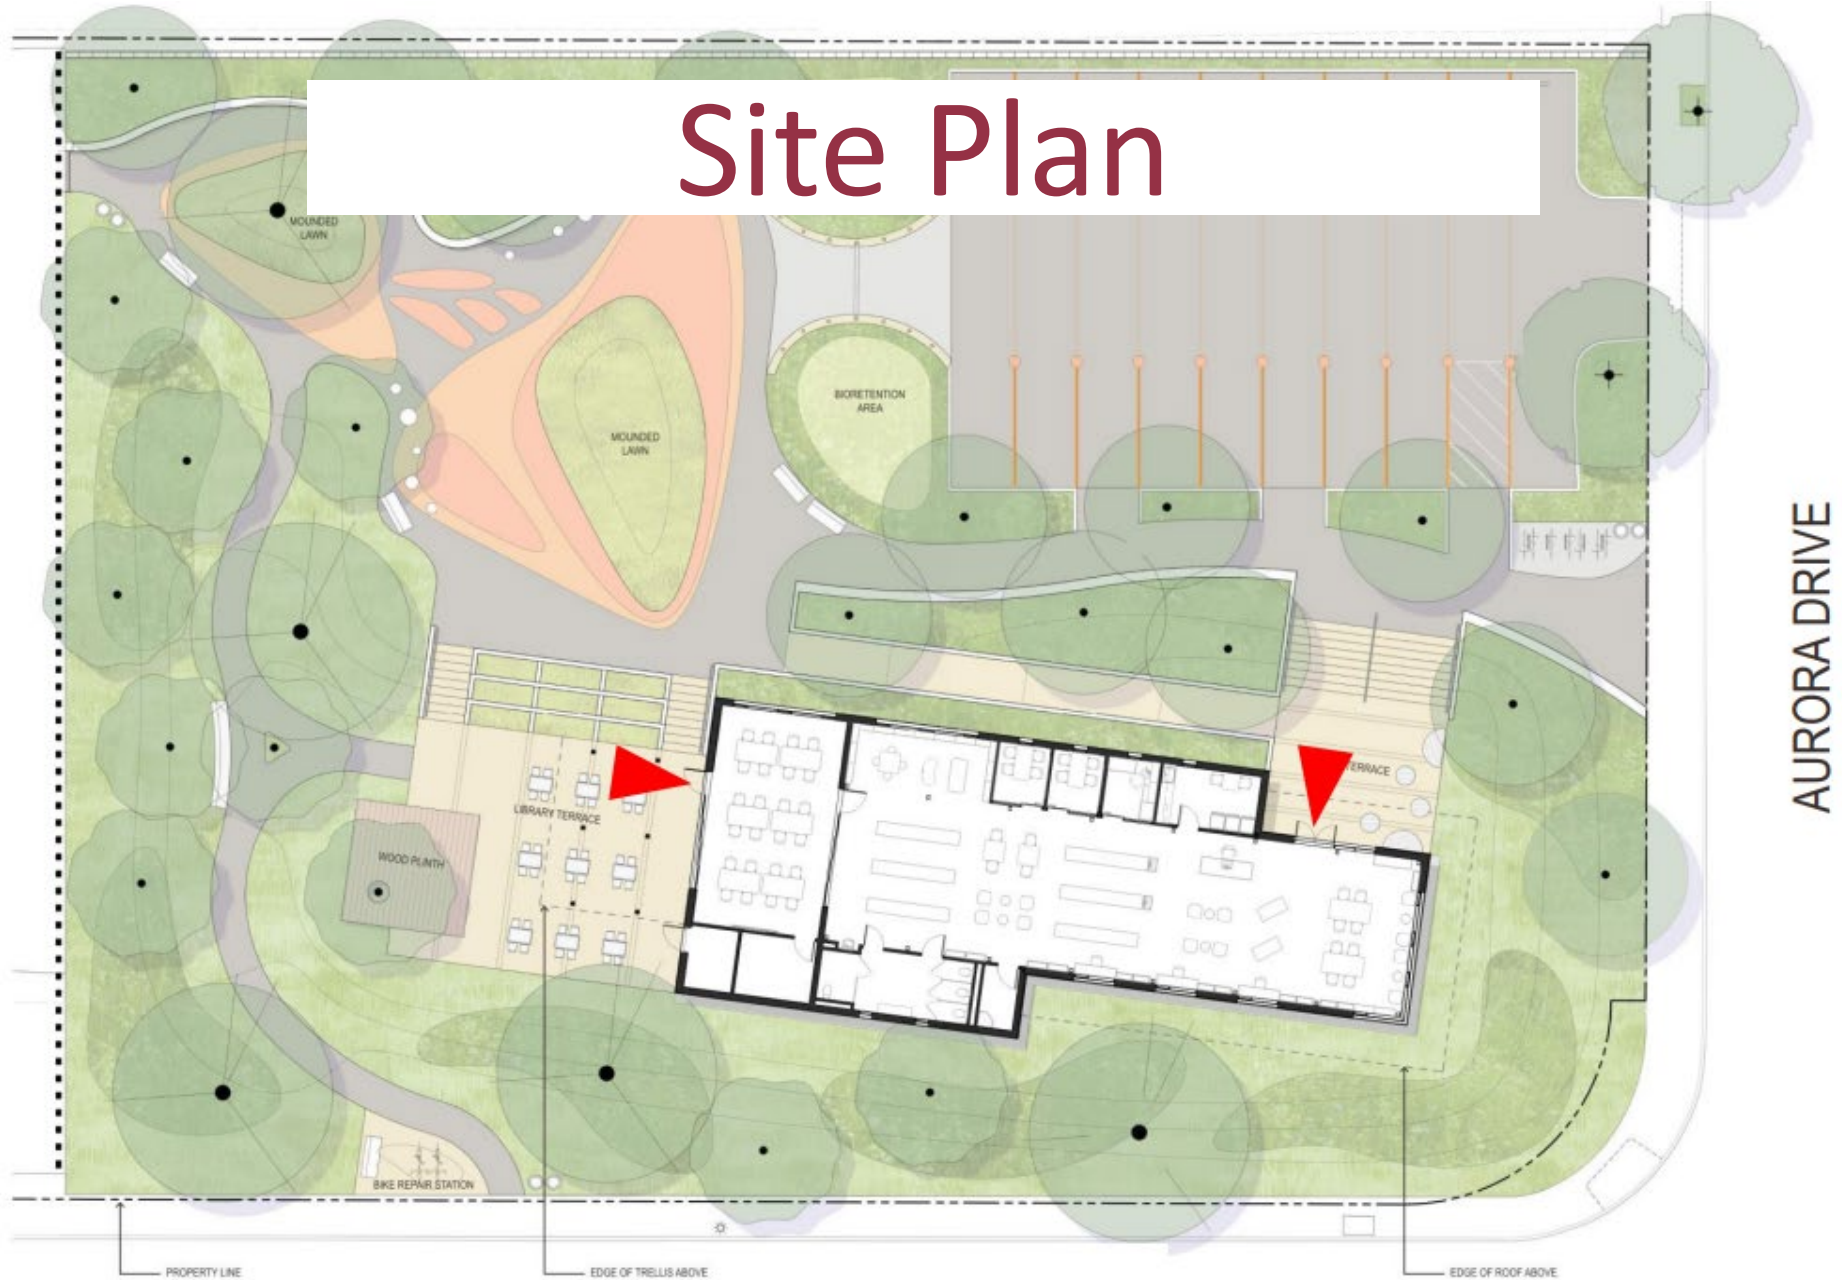 Site Plan
MOUNDED
LAWN
BIORETENTION
AREA
MOUNDED
LAWN
AURORA DRIVE
TERRACE
LIBRARY TERRACE
WOOD PLINTH
BIKE REPAIR STATION
PROPERTY LINE
EDGE OF TRELLIS ABOVE
EDGE OF ROOF ABOVE